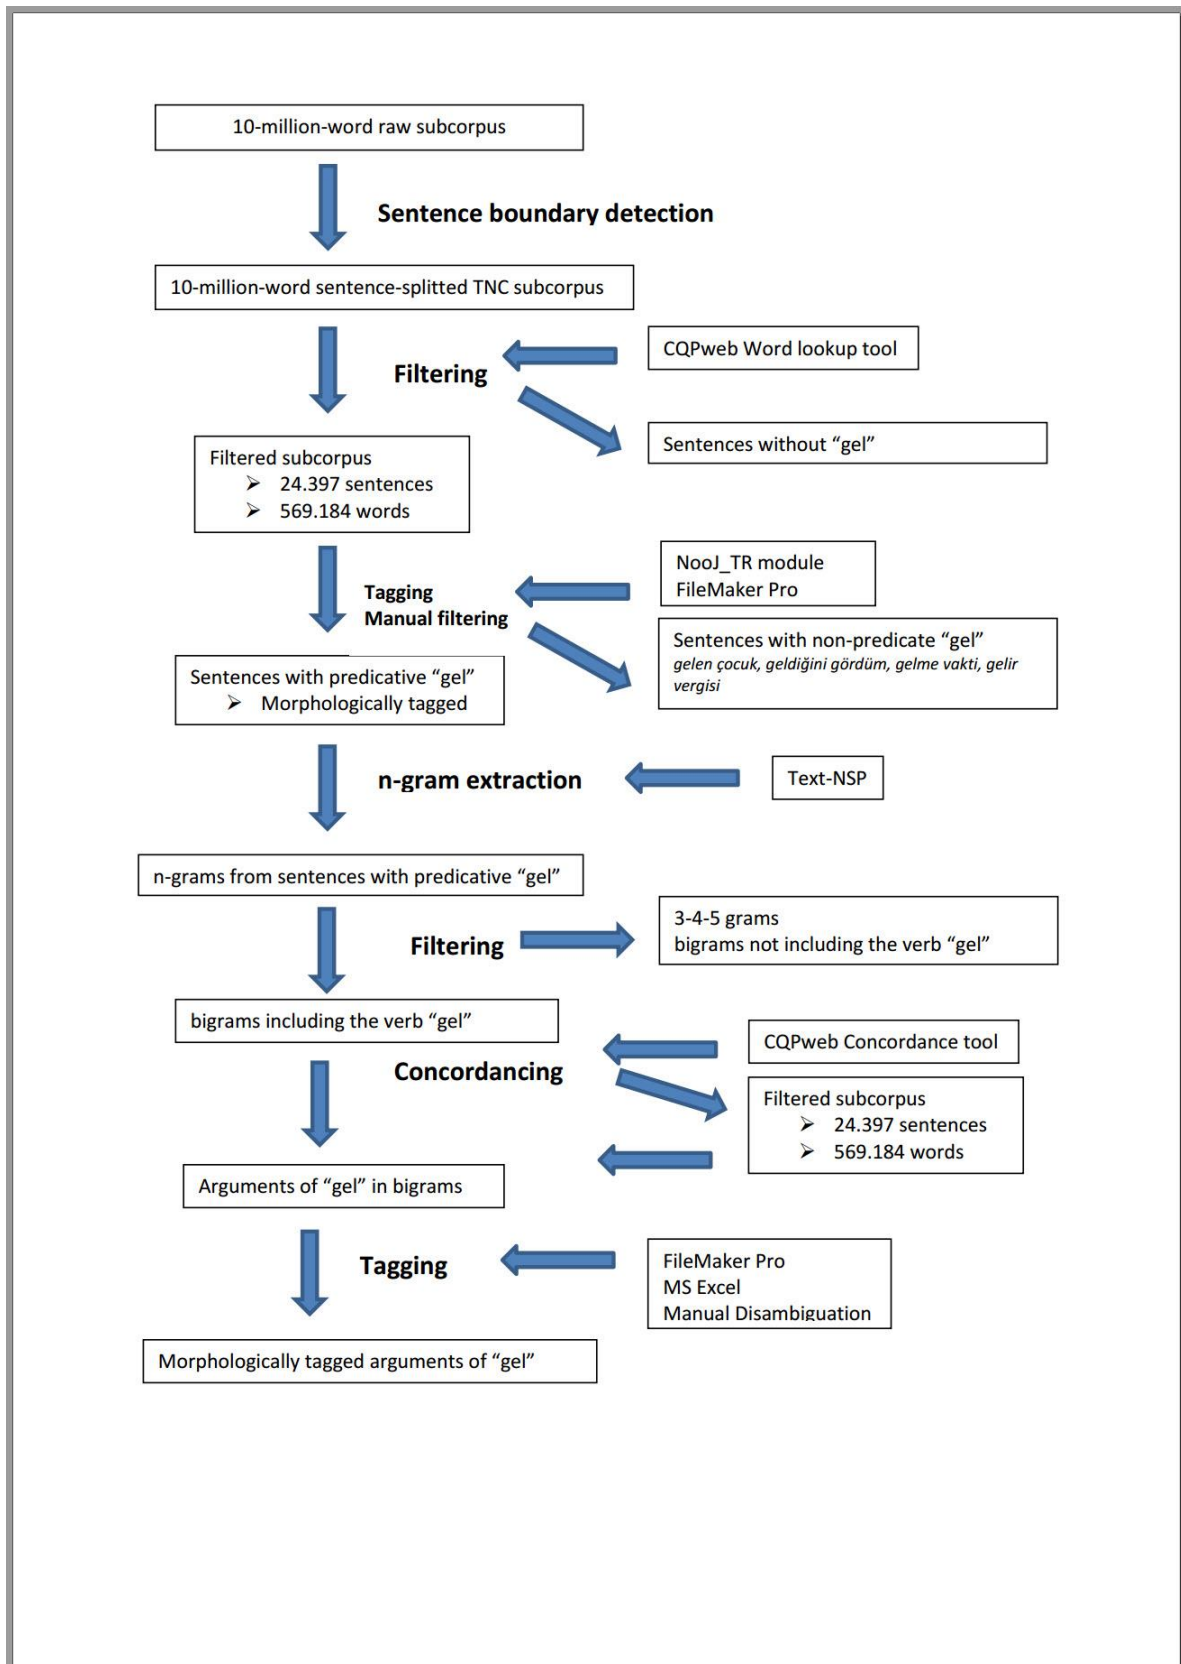 10-million-word raw subcorpus
Sentence boundary detection
10-million-word sentence-splitted TNC subcorpus
CQPweb Word lookup tool
Filtering
Sentences without “gel”
Filtered subcorpus
➢ 24.397 sentences
➢ 569.184 words
NooJ_TR module
FileMaker Pro
Tagging
Manual filtering
Sentences with non-predicate “gel”
gelen çocuk, geldiğini gördüm, gelme vakti, gelir
vergisi
Sentences with predicative “gel”
➢ Morphologically tagged
n-gram extraction
Text-NSP
n-grams from sentences with predicative “gel”
3-4-5 grams
bigrams not including the verb “gel”
Filtering
bigrams including the verb “gel”
CQPweb Concordance tool
Concordancing
Filtered subcorpus
➢ 24.397 sentences
➢ 569.184 words
Arguments of “gel” in bigrams
Tagging
FileMaker Pro
MS Excel
Manual Disambiguation
Morphologically tagged arguments of “gel”